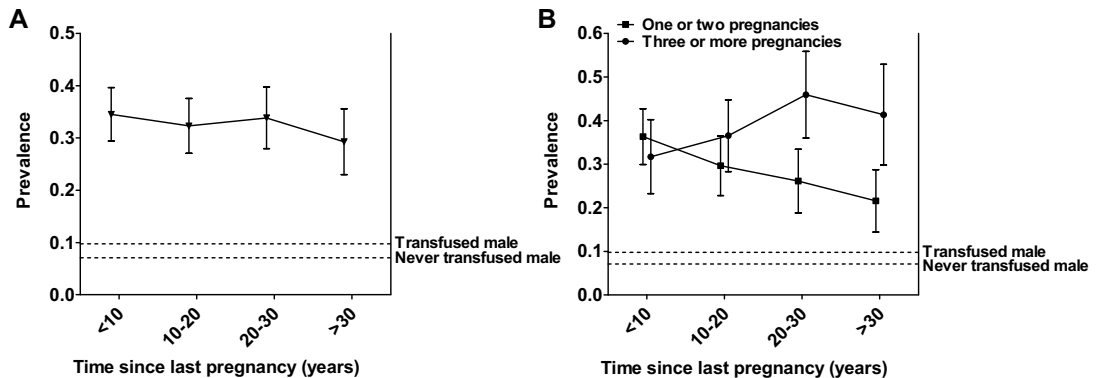 A
0.5
0.4
0.3
0.2
0.1
0.0
Prevalence
Transfused male
Never transfused male
<10
10-20
20-30
>30
Time since last pregnancy (years)
B
One or two pregnancies
Three or more pregnancies
0.6
0.5
0.4
0.3
0.2
0.1
0.0
Prevalence
Transfused male
Never transfused male
<10
10-20
20-30
>30
Time since last pregnancy (years)